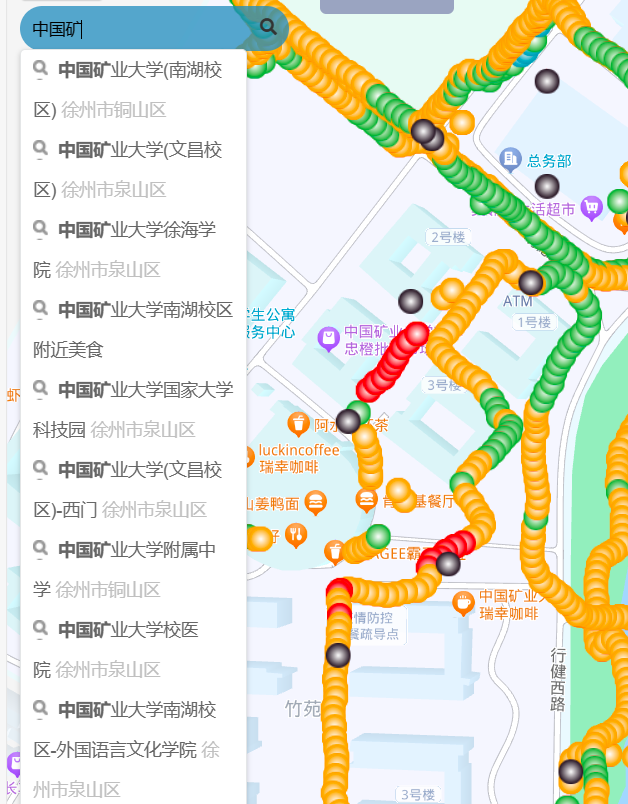 中国矿
中国矿业大学(南湖校
区) 徐州市铜山区
中国矿业大学(文昌校
区) 徐州市泉山区
中国矿业大学徐海学
院 徐州市泉山区
中国矿业大学南湖校区
附近美食
中国矿业大学国家大学
科技园 徐州市泉山区
中国矿业大学(文昌校
区)-西门 徐州市泉山区
中国矿业大学附属中
学 徐州市铜山区
中国矿业大学校医
院 徐州市泉山区
中国矿业大学南湖校
区-外国语言文化学院 徐
州市泉山区
总务部
活超市
2号楼
ATM
1号楼
生公寓
服务中心
中国矿业
忠橙批
3号楼
虾
阿水
茶
luckincoffee
瑞幸咖啡
山姜鸭面
肯
基餐厅
好
AGEE霸
中国矿业
瑞幸咖啡
情防控
餐疏导点
行健西路
竹苑
3号楼
长